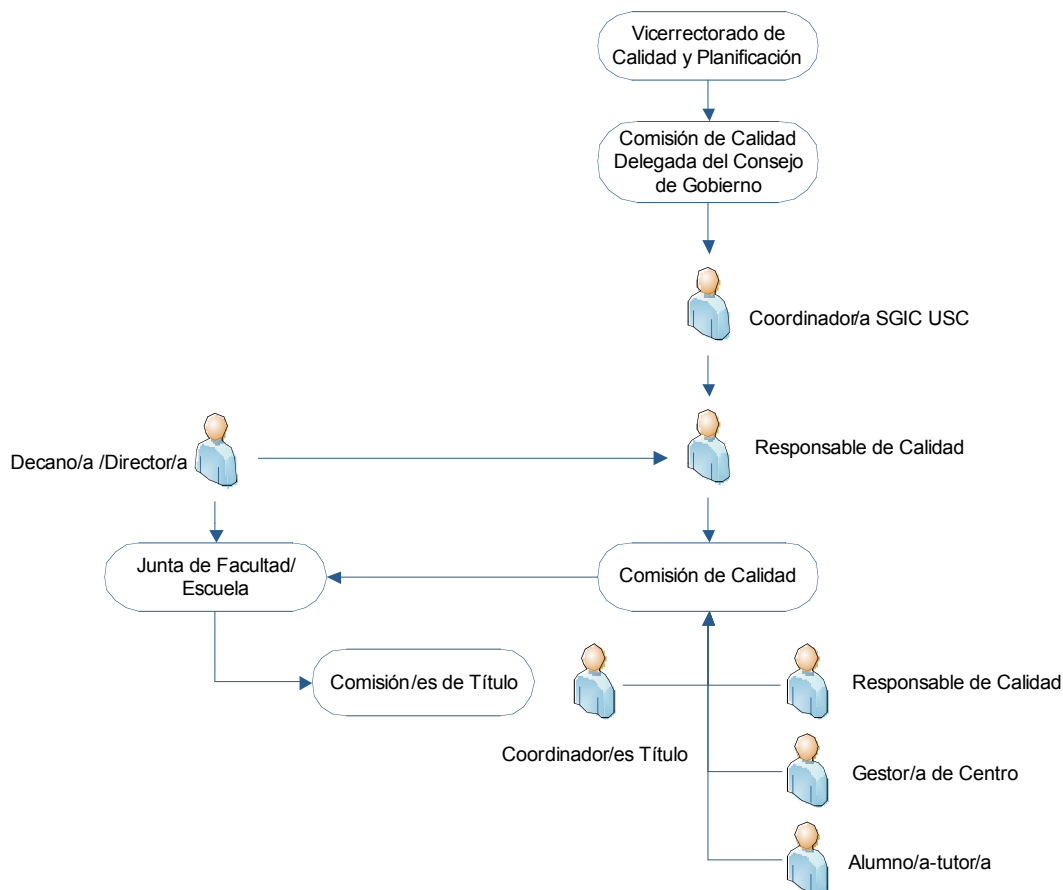 Vicerrectorado de
Calidad y Planificación
Comisión de Calidad
Delegada del Consejo
de Gobierno
Coordinador/a SGIC USC
Decano/a /Director/a
Responsable de Calidad
Junta de Facultad/
Escuela
Comisión de Calidad
Comisión/es de Título
Coordinador/es Título
Responsable de Calidad
Gestor/a de Centro
Alumno/a-tutor/a